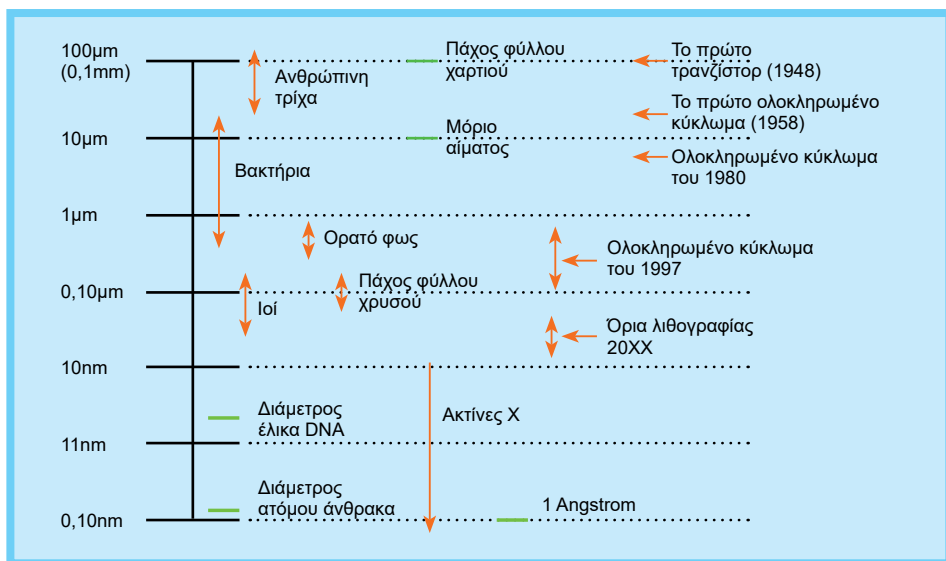 100μm
(0,1mm)
10μm
1μm
0,10μm
10nm
11nm
0,10nm
Ανθρώπινη
τρίχα
Βακτήρια
Ιοί
Διάμετρος
έλικα DNA
Διάμετρος
ατόμου άνθρακα
Ορατό φως
Πάχος φύλλου
χρυσού
Πάχος φύλλου
χαρτιού
Μόριο
αίματος
Ακτίνες Χ
1 Angstrom
Το πρώτο
τρανζίστορ (1948)
Το πρώτο ολοκληρωμένο
κύκλωμα (1958)
Ολοκληρωμένο κύκλωμα
του 1980
Ολοκληρωμένο κύκλωμα
του 1997
Όρια λιθογραφίας
20XX